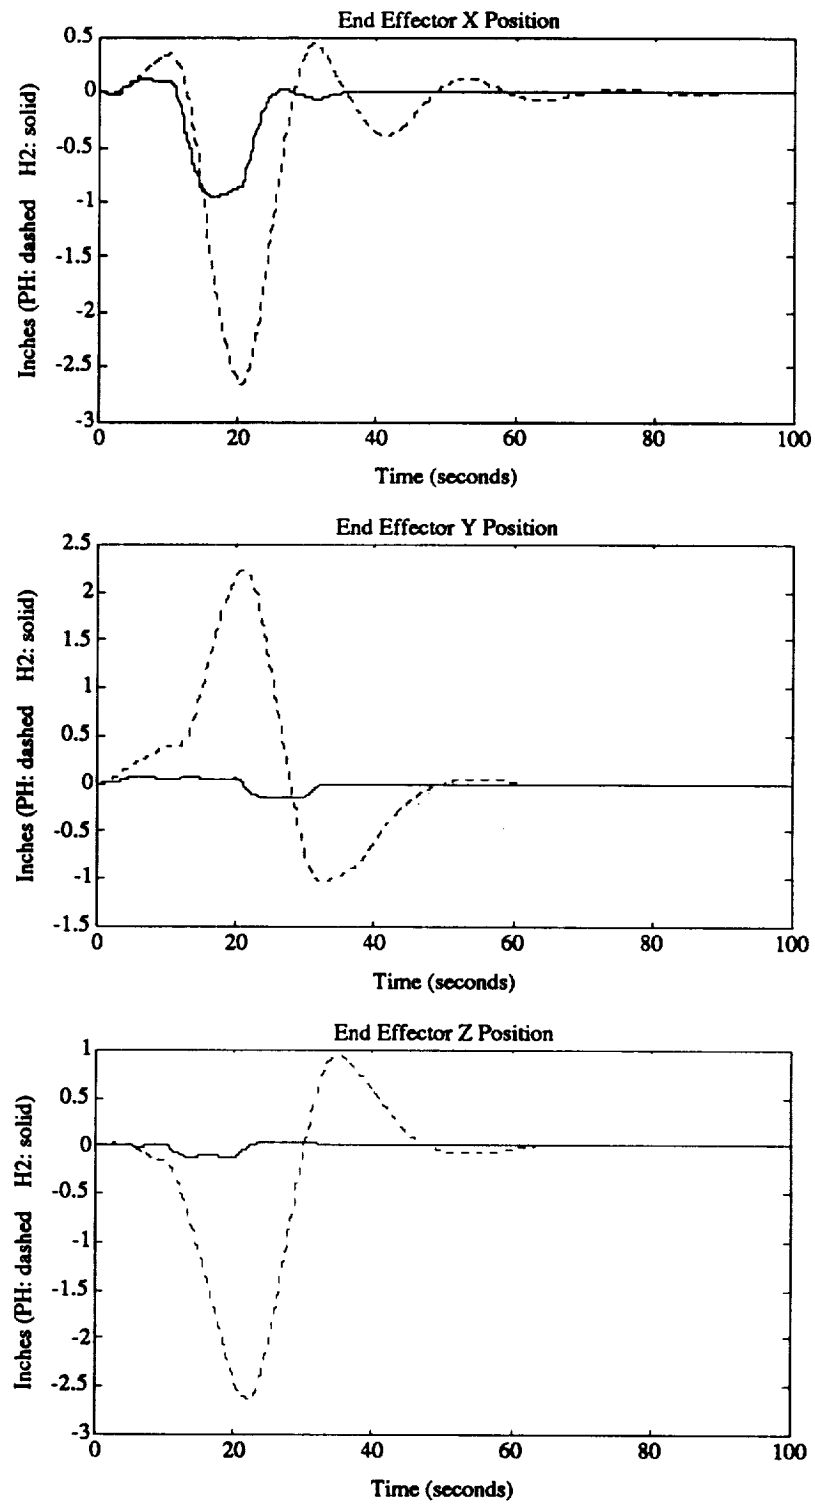 End Effector X Position
0.5
0
-0.5
-1
-1.5
-2
-2.5
-3
Inches (PH: dashed H2: solid)
0 20 40 60 80 100
Time (seconds)
End Effector Y Position
2.5
2
1.5
1
0.5
0
-0.5
-1
-1.5
Inches (PH: dashed H2: solid)
0 20 40 60 80 100
Time (seconds)
End Effector Z Position
1
0.5
0
-0.5
-1
-1.5
-2
-2.5
-3
Inches (PH: dashed H2: solid)
0 20 40 60 80 100
Time (seconds)